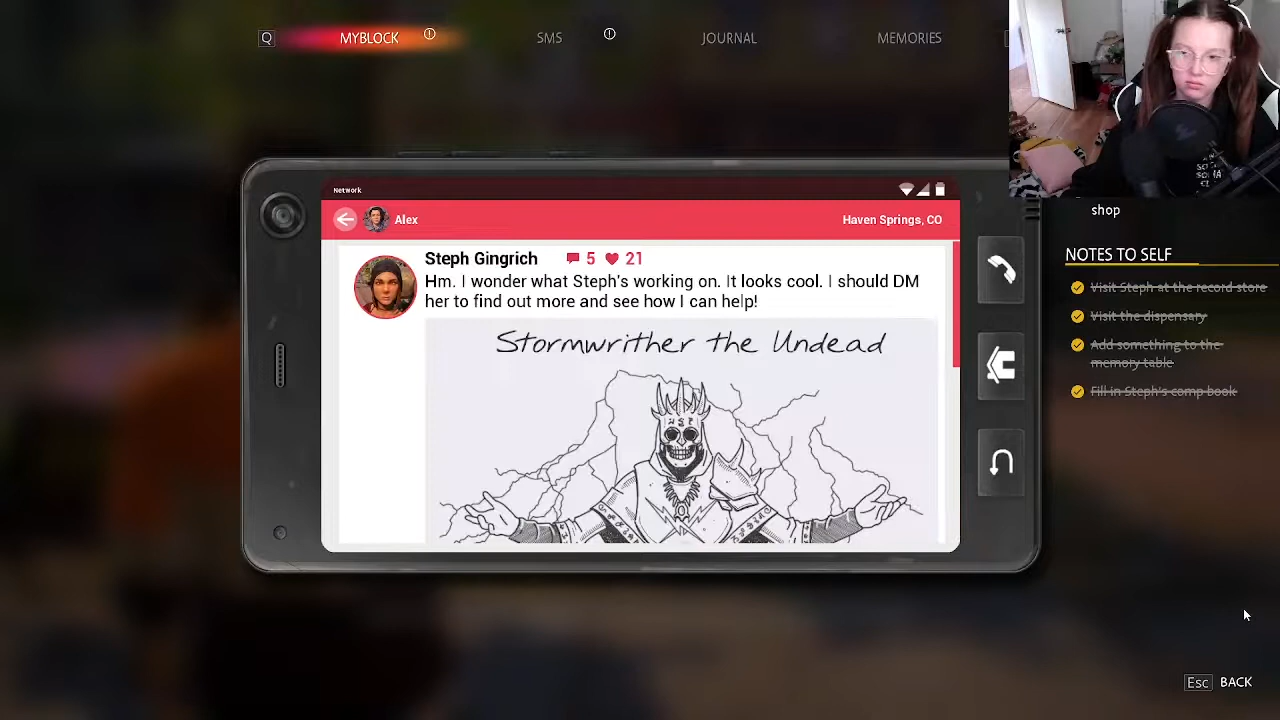 Q
MYBLOCK
SMS
JOURNAL
MEMORIES
Network
Alex
Haven Springs, CO
Steph Gingrich 5 21
Hm. I wonder what Steph's working on. It looks cool. I should DM
her to find out more and see how I can help!
Stormwrither the Undead
shop
NOTES TO SELF
Visit Steph at the record store
Visit the dispensary
Add something to the
memory table
Fill in Steph's comp book
Esc BACK